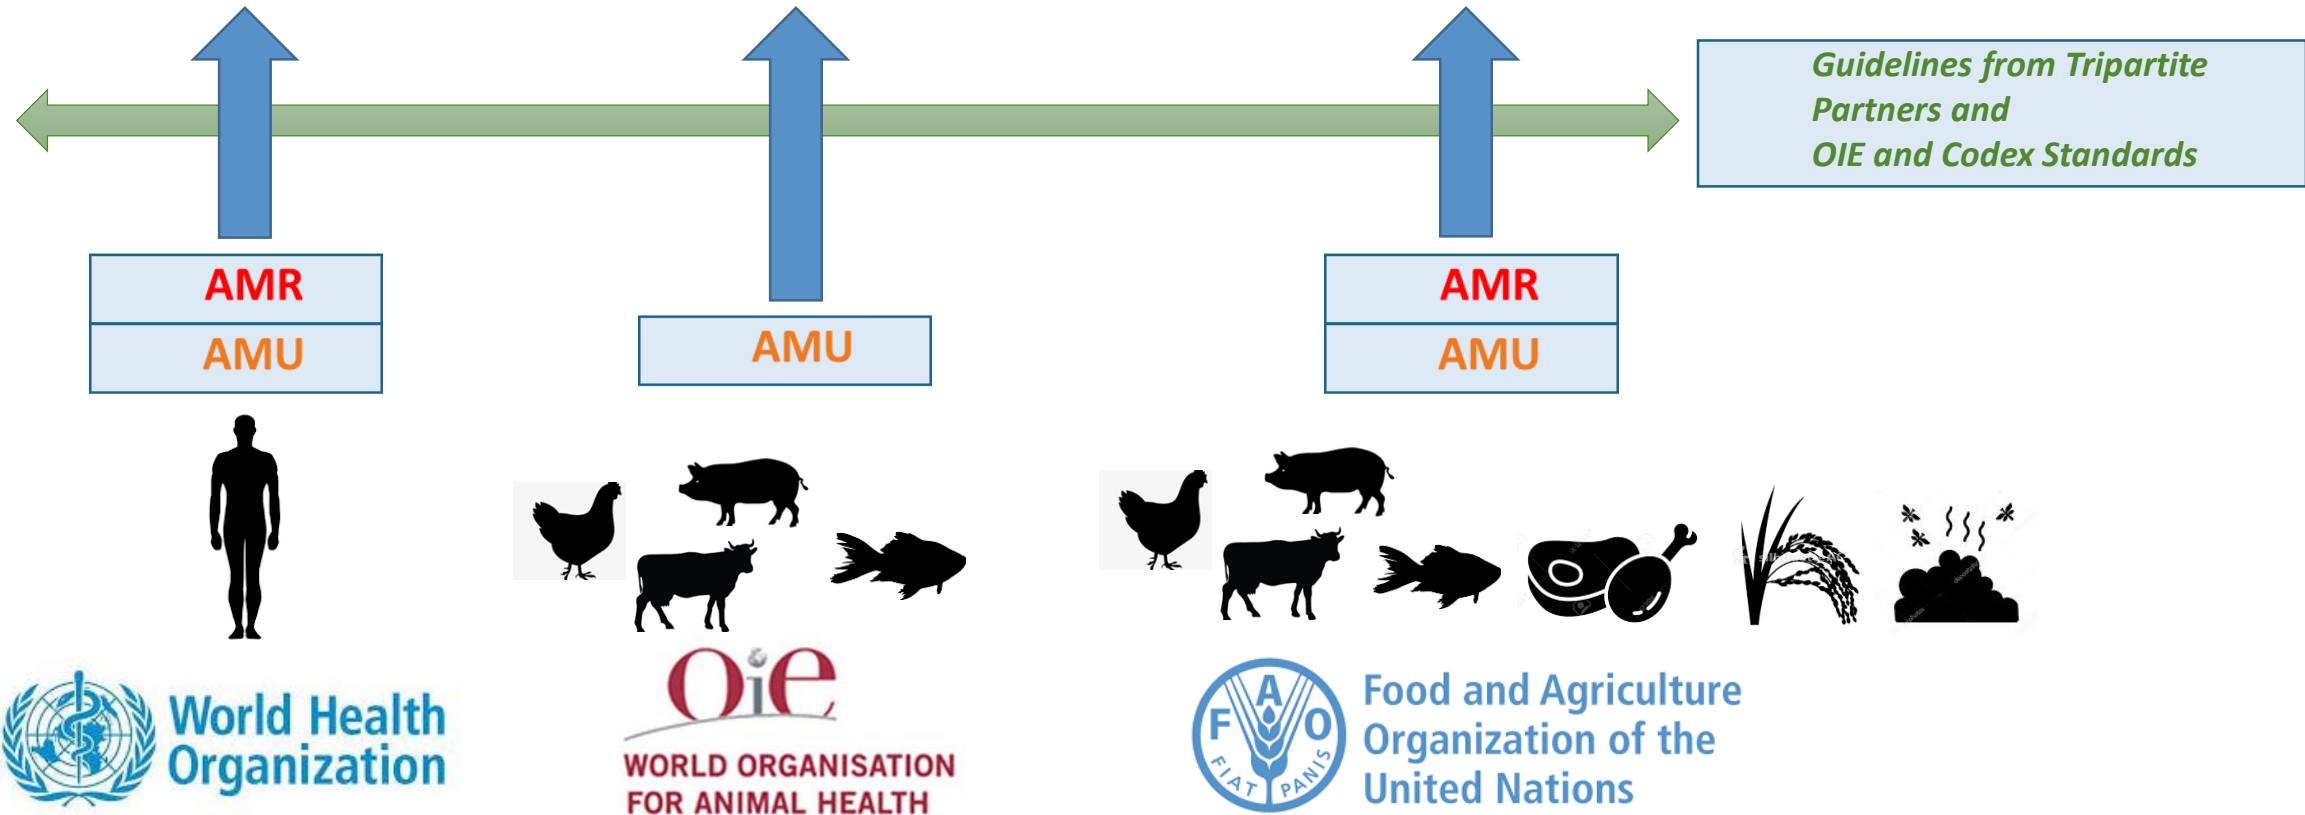 Guidelines from Tripartite
Partners and
OIE and Codex Standards
AMR
AMU
AMU
AMR
AMU
World Health
Organization
OiE
WORLD ORGANISATION
FOR ANIMAL HEALTH
F A O
FIAT PANIS
Food and Agriculture
Organization of the
United Nations